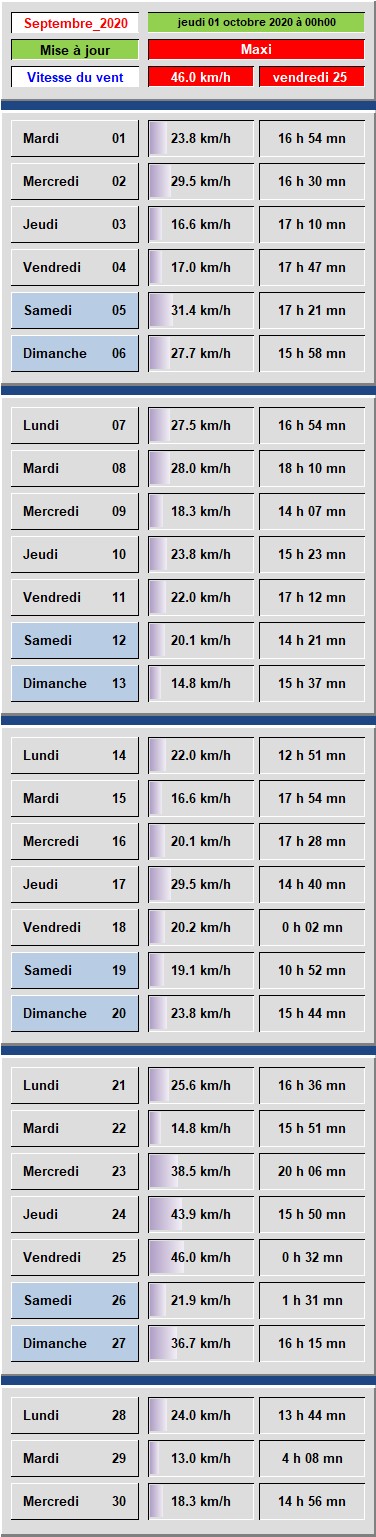 Septembre_2020 jeudi 01 octobre 2020 à 00h00
Mise à jour Maxi
Vitesse du vent 46.0 km/h vendredi 25
Mardi 01 23.8 km/h 16 h 54 mn
Mercredi 02 29.5 km/h 16 h 30 mn
Jeudi 03 16.6 km/h 17 h 10 mn
Vendredi 04 17.0 km/h 17 h 47 mn
Samedi 05 31.4 km/h 17 h 21 mn
Dimanche 06 27.7 km/h 15 h 58 mn
Lundi 07 27.5 km/h 16 h 54 mn
Mardi 08 28.0 km/h 18 h 10 mn
Mercredi 09 18.3 km/h 14 h 07 mn
Jeudi 10 23.8 km/h 15 h 23 mn
Vendredi 11 22.0 km/h 17 h 12 mn
Samedi 12 20.1 km/h 14 h 21 mn
Dimanche 13 14.8 km/h 15 h 37 mn
Lundi 14 22.0 km/h 12 h 51 mn
Mardi 15 16.6 km/h 17 h 54 mn
Mercredi 16 20.1 km/h 17 h 28 mn
Jeudi 17 29.5 km/h 14 h 40 mn
Vendredi 18 20.2 km/h 0 h 02 mn
Samedi 19 19.1 km/h 10 h 52 mn
Dimanche 20 23.8 km/h 15 h 44 mn
Lundi 21 25.6 km/h 16 h 36 mn
Mardi 22 14.8 km/h 15 h 51 mn
Mercredi 23 38.5 km/h 20 h 06 mn
Jeudi 24 43.9 km/h 15 h 50 mn
Vendredi 25 46.0 km/h 0 h 32 mn
Samedi 26 21.9 km/h 1 h 31 mn
Dimanche 27 36.7 km/h 16 h 15 mn
Lundi 28 24.0 km/h 13 h 44 mn
Mardi 29 13.0 km/h 4 h 08 mn
Mercredi 30 18.3 km/h 14 h 56 mn